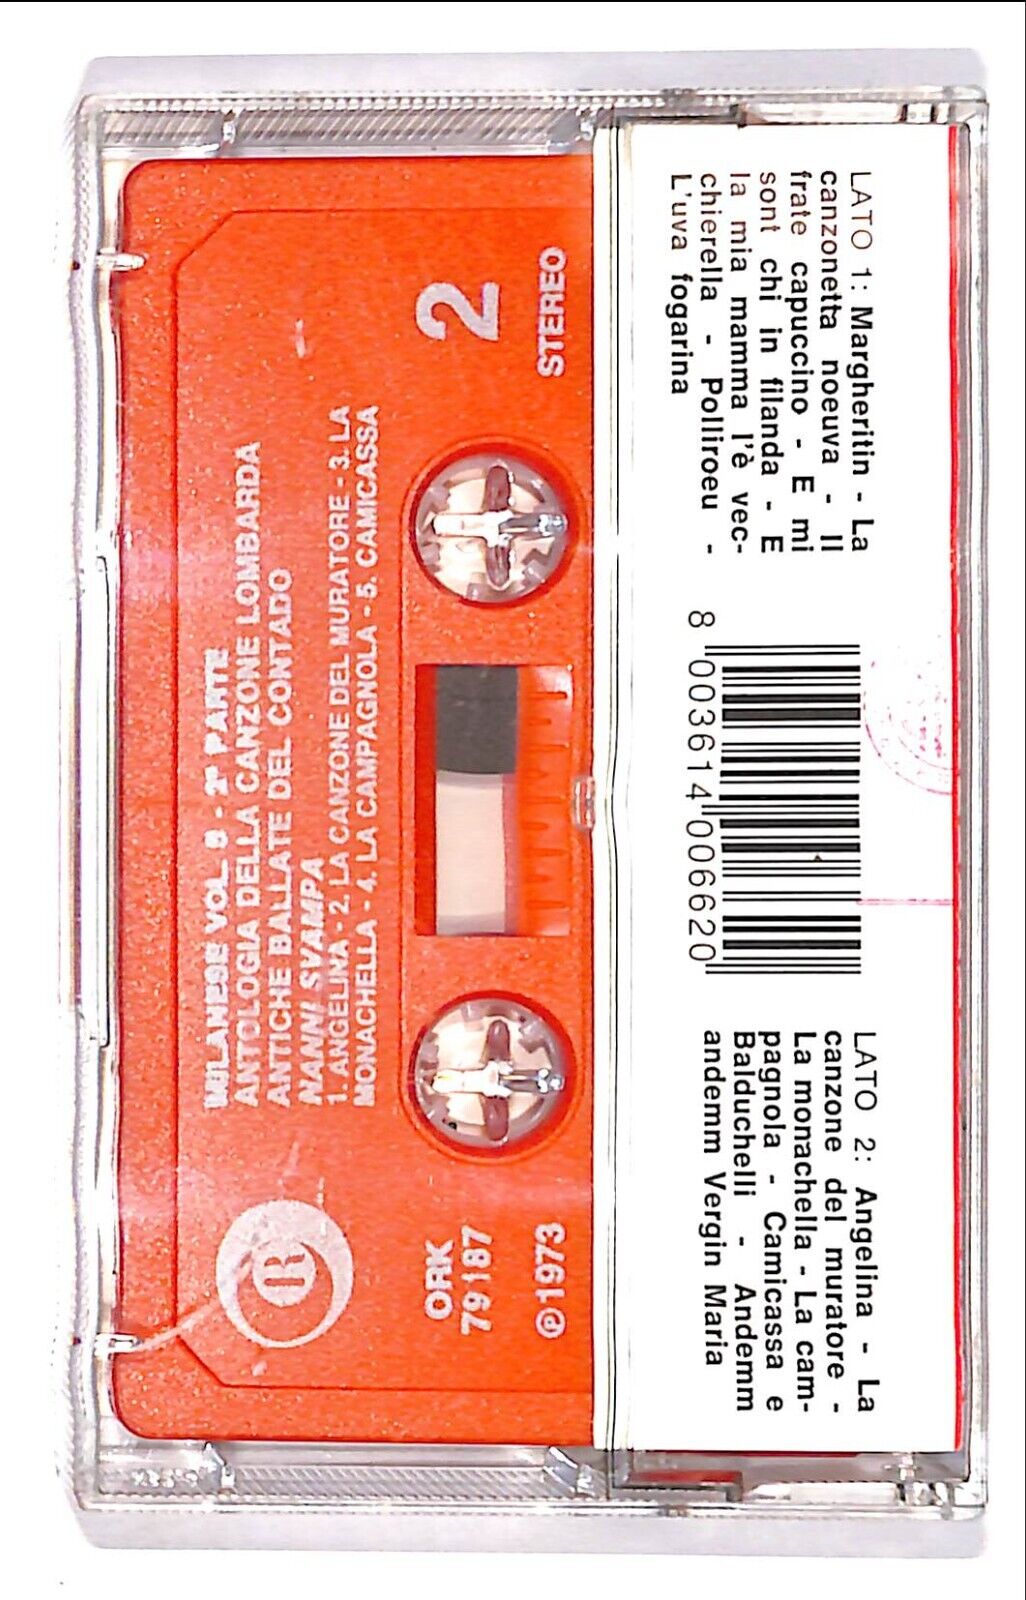 LATO 1: Margheritin - La
canzonetta noeuva - Il
frate capuccino - E mi
sont chi in filanda - E
la mia mamma l'è vec-
chierella - Polliroeu -
L'uva fogarina
8 003614 006620
LATO 2: Angelina - La
canzone del muratore -
La monachella - La cam-
pagnola - Camicassa e
Balduchelli - Andemm
andemm Vergin Maria
2
STEREO
MILANESE VOL. 8 - 2ª PARTE
ANTOLOGIA DELLA CANZONE LOMBARDA
ANTICHE BALLATE DEL CONTADO
NANNI SVAMPA
1. ANGELINA - 2. LA CANZONE DEL MURATORE - 3. LA
MONACHELLA - 4. LA CAMPAGNOLA - 5. CAMICASSA
R
ORK
79187
℗ 1973